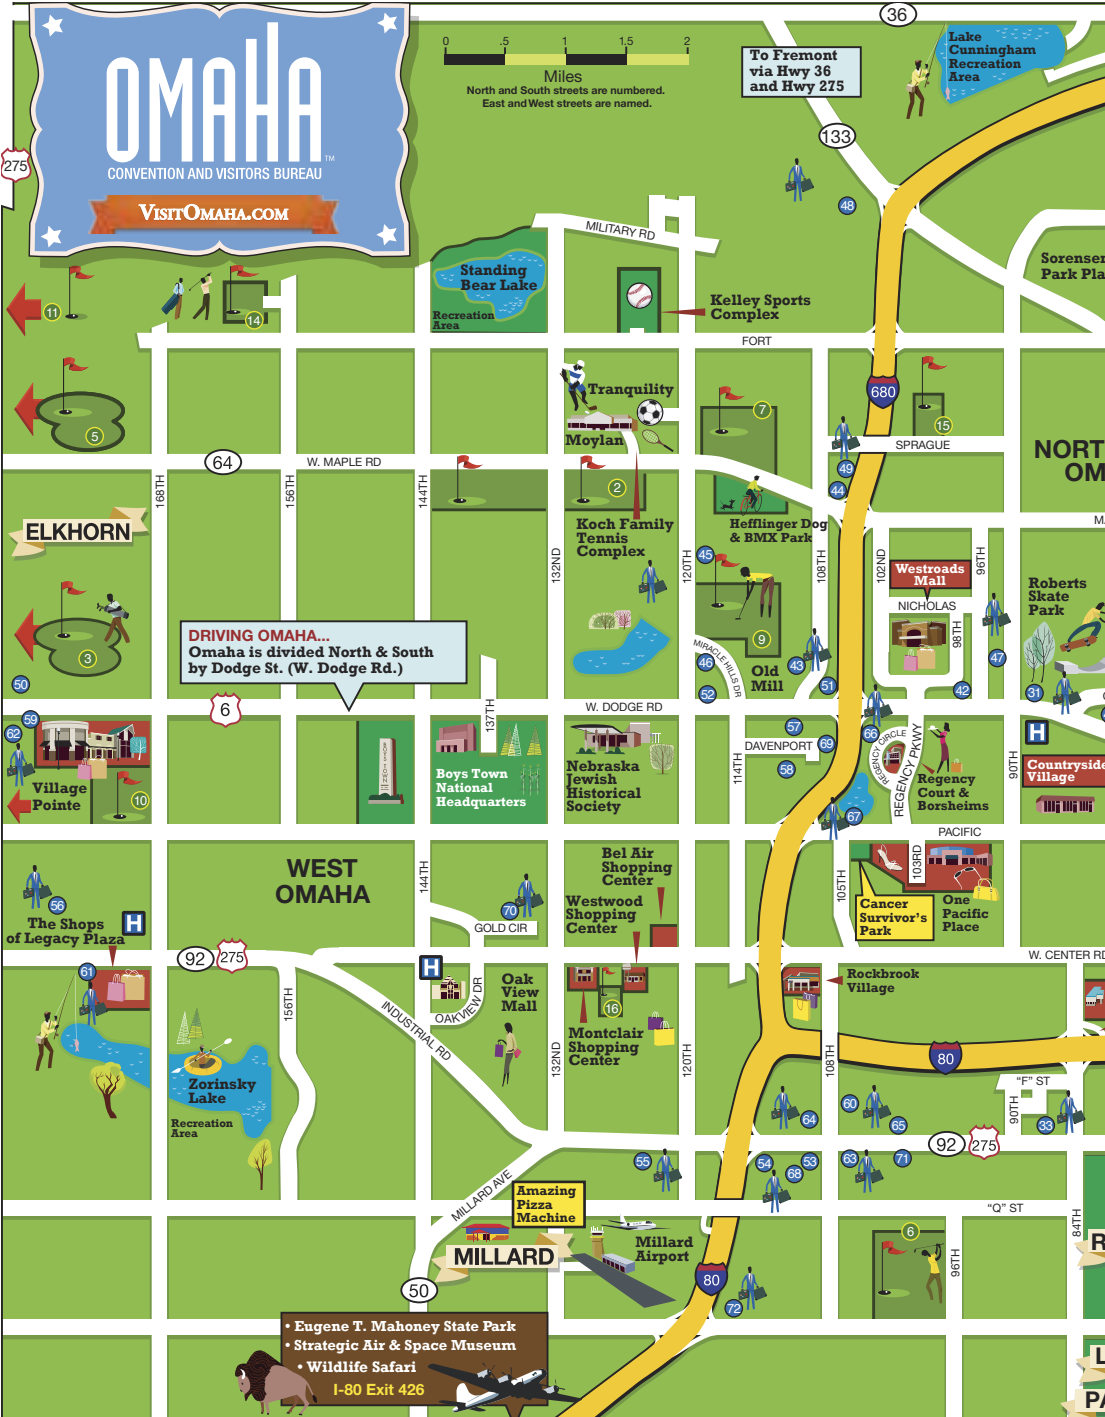 36
OMAHA
TM
CONVENTION AND VISITORS BUREAU
VISITOMAHA.COM
0 .5 1 1.5 2
Miles
North and South streets are numbered.
East and West streets are named.
To Fremont
via Hwy 36
and Hwy 275
Lake
Cunningham
Recreation
Area
133
275
48
MILITARY RD
Sorensen
Park Pla
Standing
Bear Lake
Recreation
Area
Kelley Sports
Complex
11
14
FORT
680
Tranquility
Moylan
7
15
5
SPRAGUE
64
W. MAPLE RD
49
44
NORT
OM
168TH
156TH
144TH
2
ELKHORN
Koch Family
Tennis
Complex
Hefflinger Dog
& BMX Park
M
132ND
120TH
45
108TH
102ND
96TH
Westroads
Mall
NICHOLAS
Roberts
Skate
Park
98TH
DRIVING OMAHA...
Omaha is divided North & South
by Dodge St. (W. Dodge Rd.)
3
9
MIRACLE HILLS DR
46
52
Old
Mill
43
51
47
42
31
50
6
137TH
W. DODGE RD
59
62
57
69
66
DAVENPORT
58
114TH
REGENCY CIRCLE
REGENCY PKWY
H
90TH
Countryside
Village
BOYS TOWN
Boys Town
National
Headquarters
Nebraska
Jewish
Historical
Society
Regency
Court &
Borsheims
Village
Pointe
10
67
PACIFIC
WEST
OMAHA
144TH
Bel Air
Shopping
Center
Westwood
Shopping
Center
105TH
103RD
Cancer
Survivor's
Park
One
Pacific
Place
56
The Shops
of Legacy Plaza
H
70
GOLD CIR
92
275
W. CENTER RD
61
H
OAKVIEW DR
Oak
View
Mall
16
Rockbrook
Village
156TH
INDUSTRIAL RD
Montclair
Shopping
Center
132ND
120TH
108TH
80
Zorinsky
Lake
Recreation
Area
"F" ST
90TH
64
60
65
33
92
275
55
54
53
68
63
71
MILLARD AVE
Amazing
Pizza
Machine
"Q" ST
84TH
MILLARD
Millard
Airport
6
96TH
R
50
80
72
• Eugene T. Mahoney State Park
• Strategic Air & Space Museum
• Wildlife Safari
I-80 Exit 426
L
PA